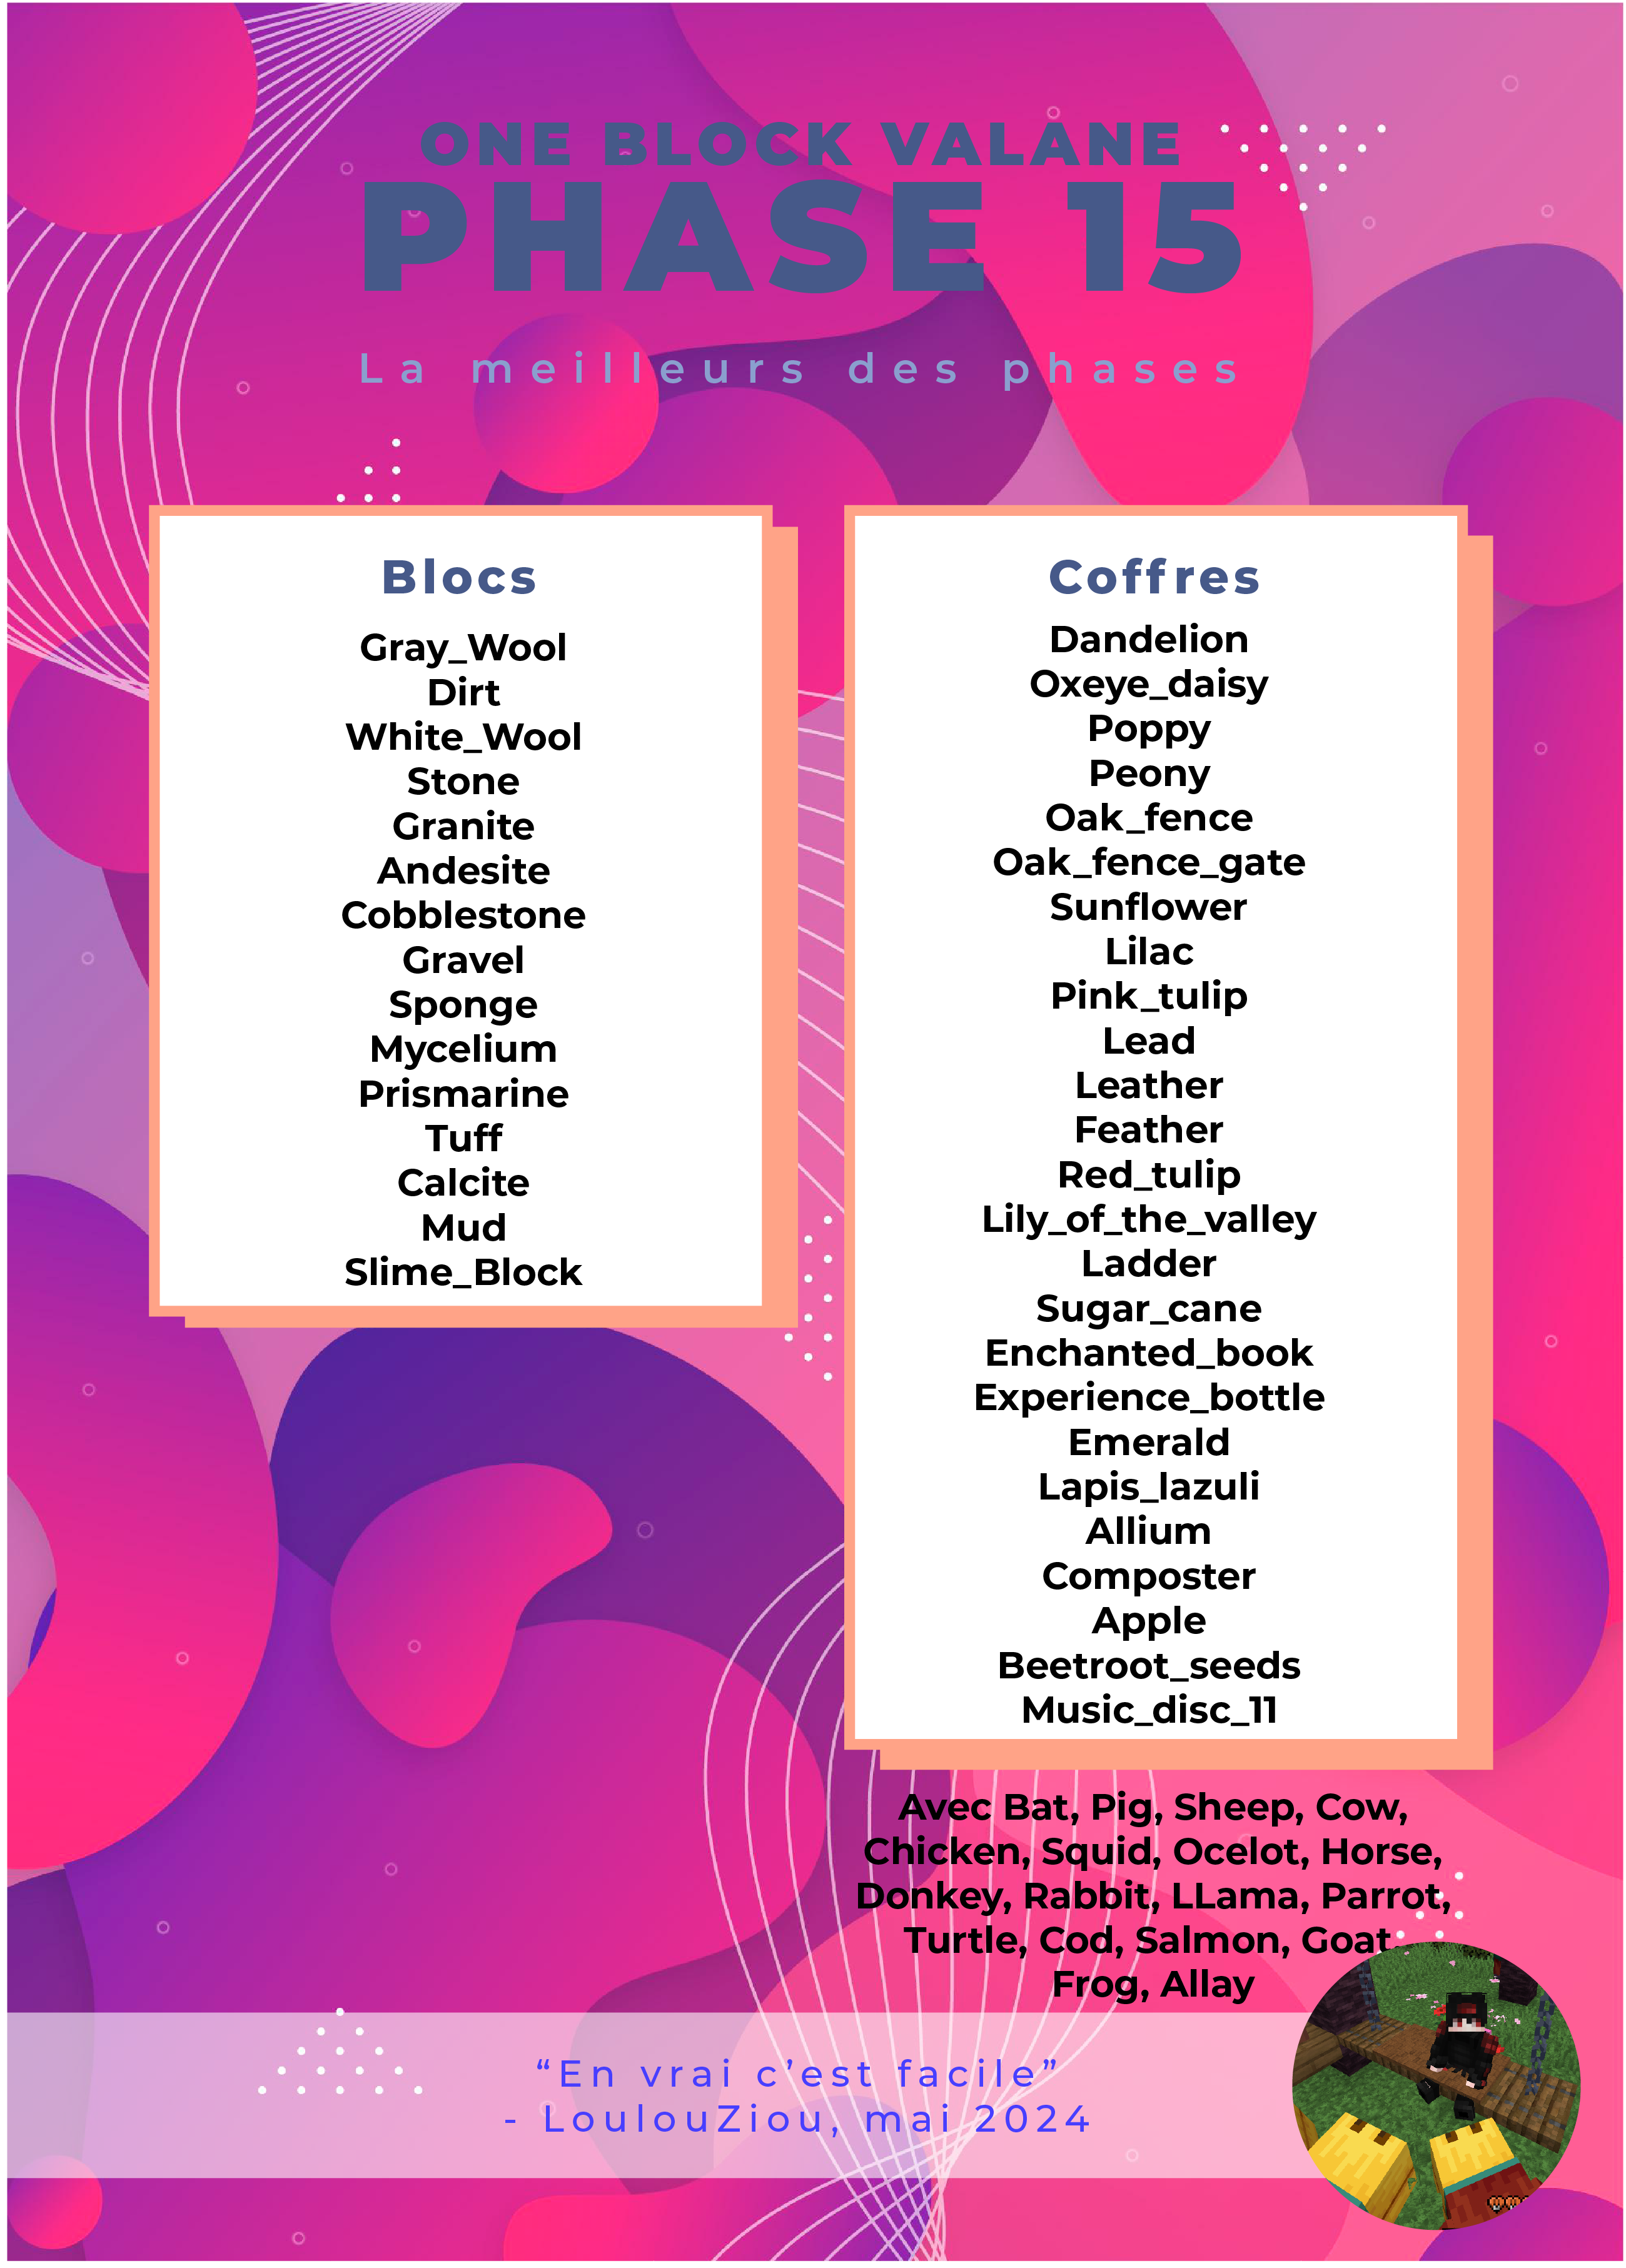 ONE BLOCK VALANE
PHASE 15
La meilleurs des phases
Blocs
Gray_Wool
Dirt
White_Wool
Stone
Granite
Andesite
Cobblestone
Gravel
Sponge
Mycelium
Prismarine
Tuff
Calcite
Mud
Slime_Block
Coffres
Dandelion
Oxeye_daisy
Poppy
Peony
Oak_fence
Oak_fence_gate
Sunflower
Lilac
Pink_tulip
Lead
Leather
Feather
Red_tulip
Lily_of_the_valley
Ladder
Sugar_cane
Enchanted_book
Experience_bottle
Emerald
Lapis_lazuli
Allium
Composter
Apple
Beetroot_seeds
Music_disc_11
Avec Bat, Pig, Sheep, Cow,
Chicken, Squid, Ocelot, Horse,
Donkey, Rabbit, LLama, Parrot,
Turtle, Cod, Salmon, Goat,
Frog, Allay
“En vrai c’est facile”
- LoulouZiou, mai 2024